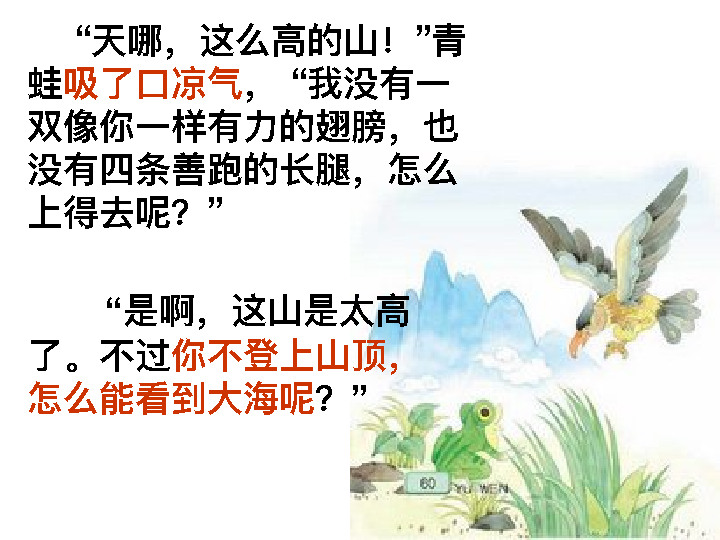 “天哪，这么高的山！”青
蛙吸了口凉气，“我没有一
双像你一样有力的翅膀，也
没有四条善跑的长腿，怎么
上得去呢？”
“是啊，这山是太高
了。不过你不登上山顶，
怎么能看到大海呢？”
60
YU WEN